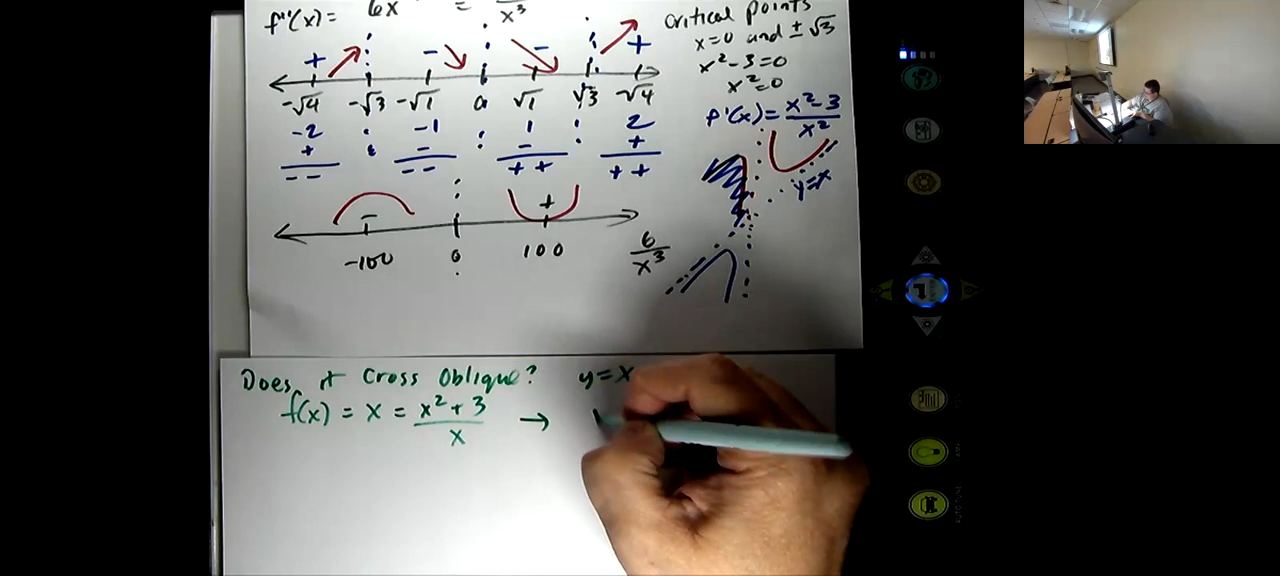 f''(x) = 6x = x³
critical points
x=0 and ±√3
x²-3=0
x²=0
f'(x) = x²-3 / x²
+ - - +
-√4 -√3 -√1 0 √1 √3 -√4
-2 -1 1 2
+ - - +
-- -- ++ ++
y=x
- +
-100 0 100 6/x³
Does it Cross Oblique? y=x
f(x) = x = x²+3 / x →